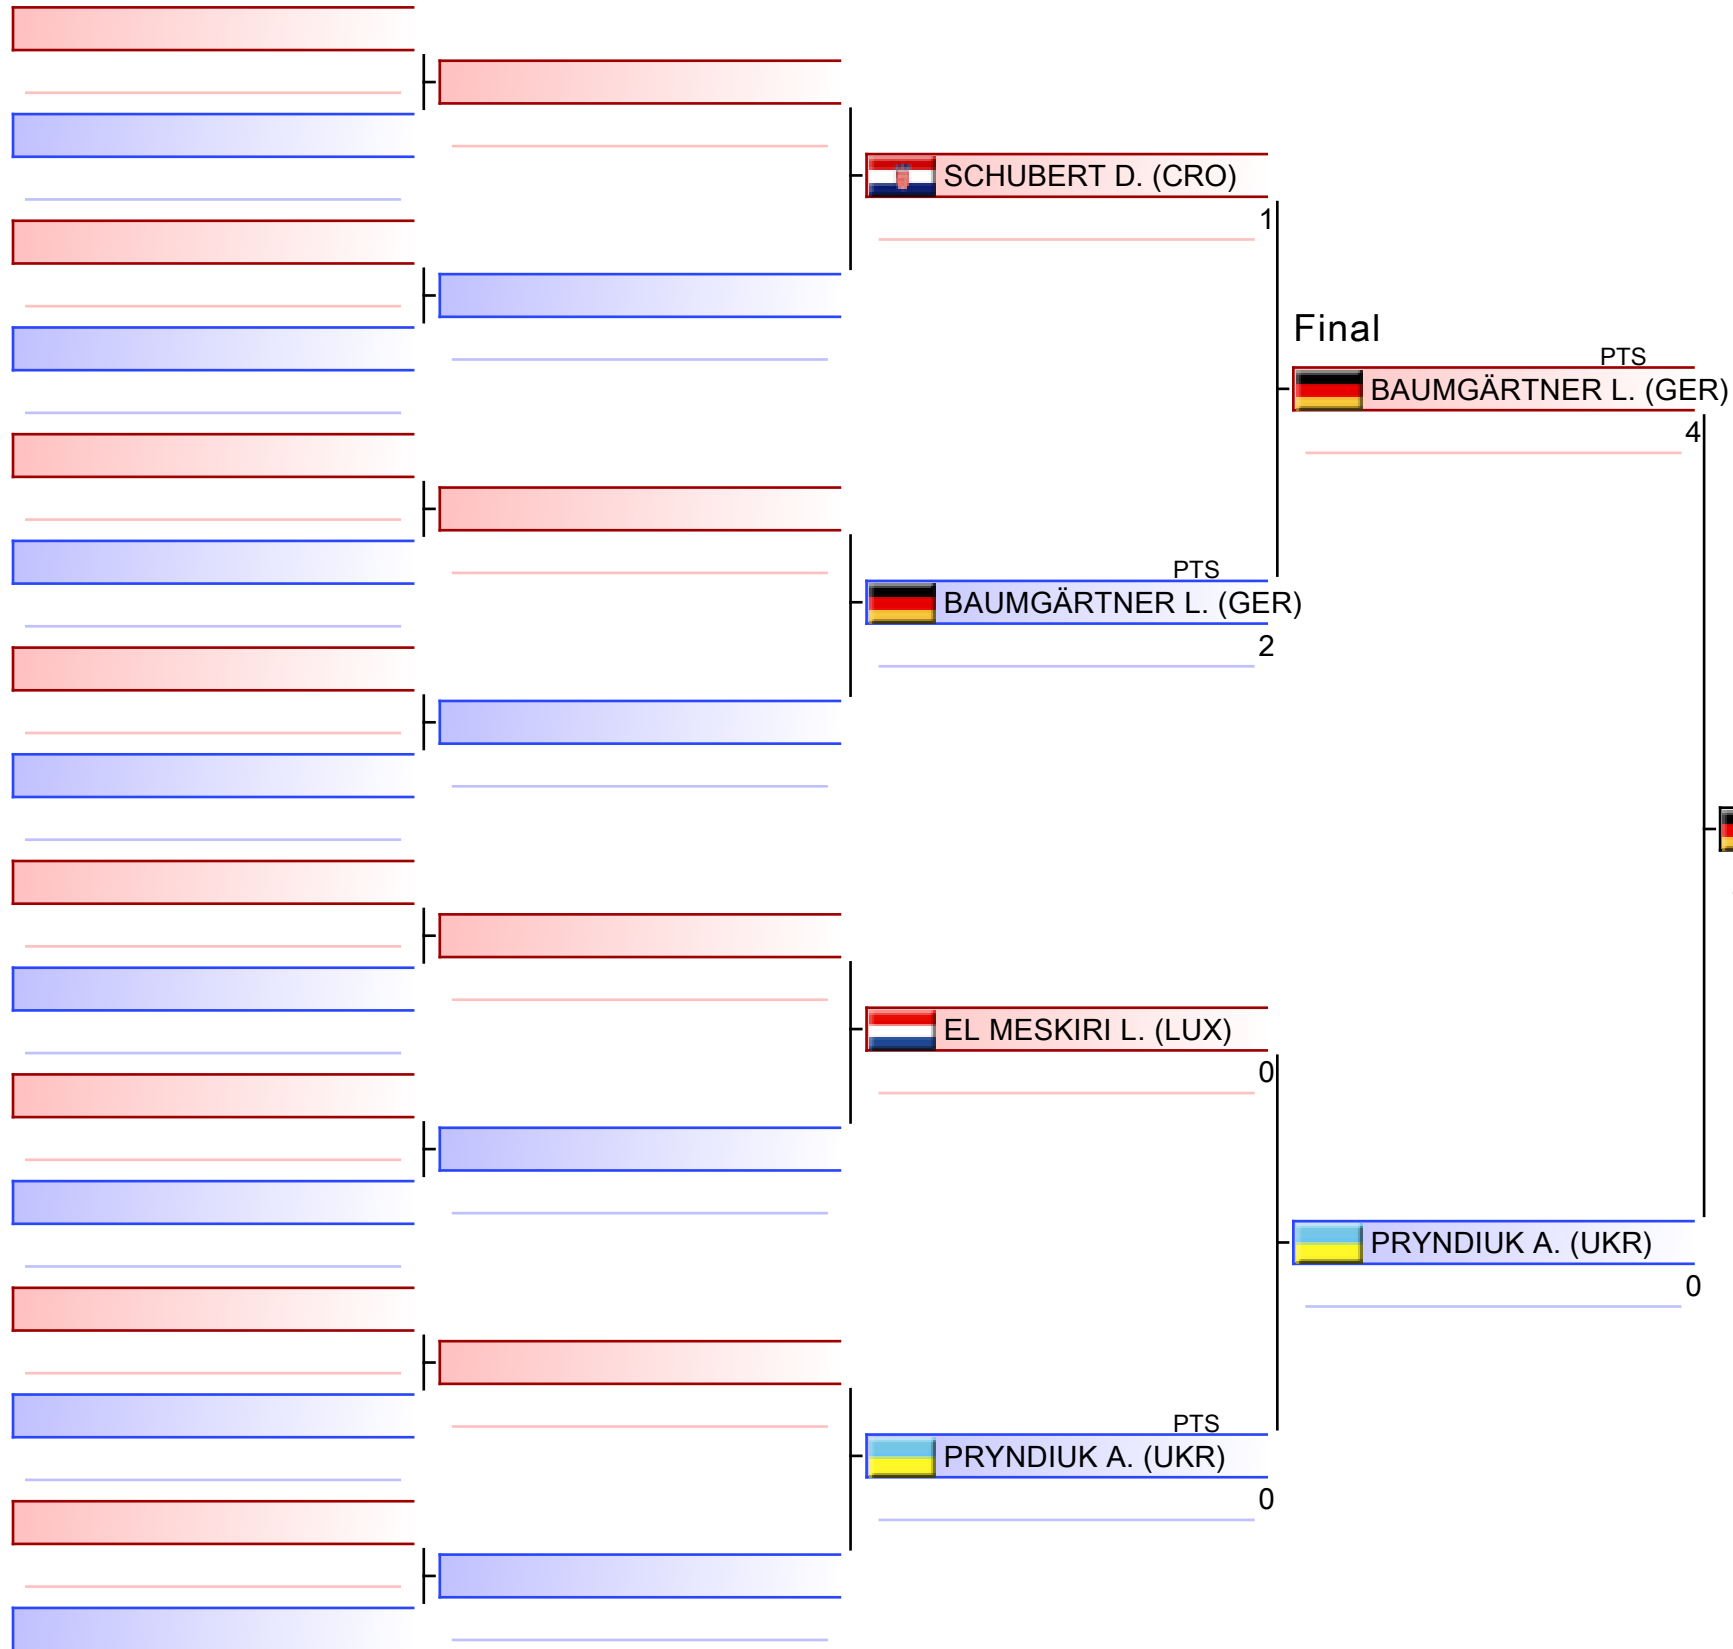 SCHUBERT D. (CRO)
1
Final
PTS
BAUMGÄRTNER L. (GER)
4
PTS
BAUMGÄRTNER L. (GER)
2
EL MESKIRI L. (LUX)
0
PRYNDIUK A. (UKR)
0
PTS
PRYNDIUK A. (UKR)
0